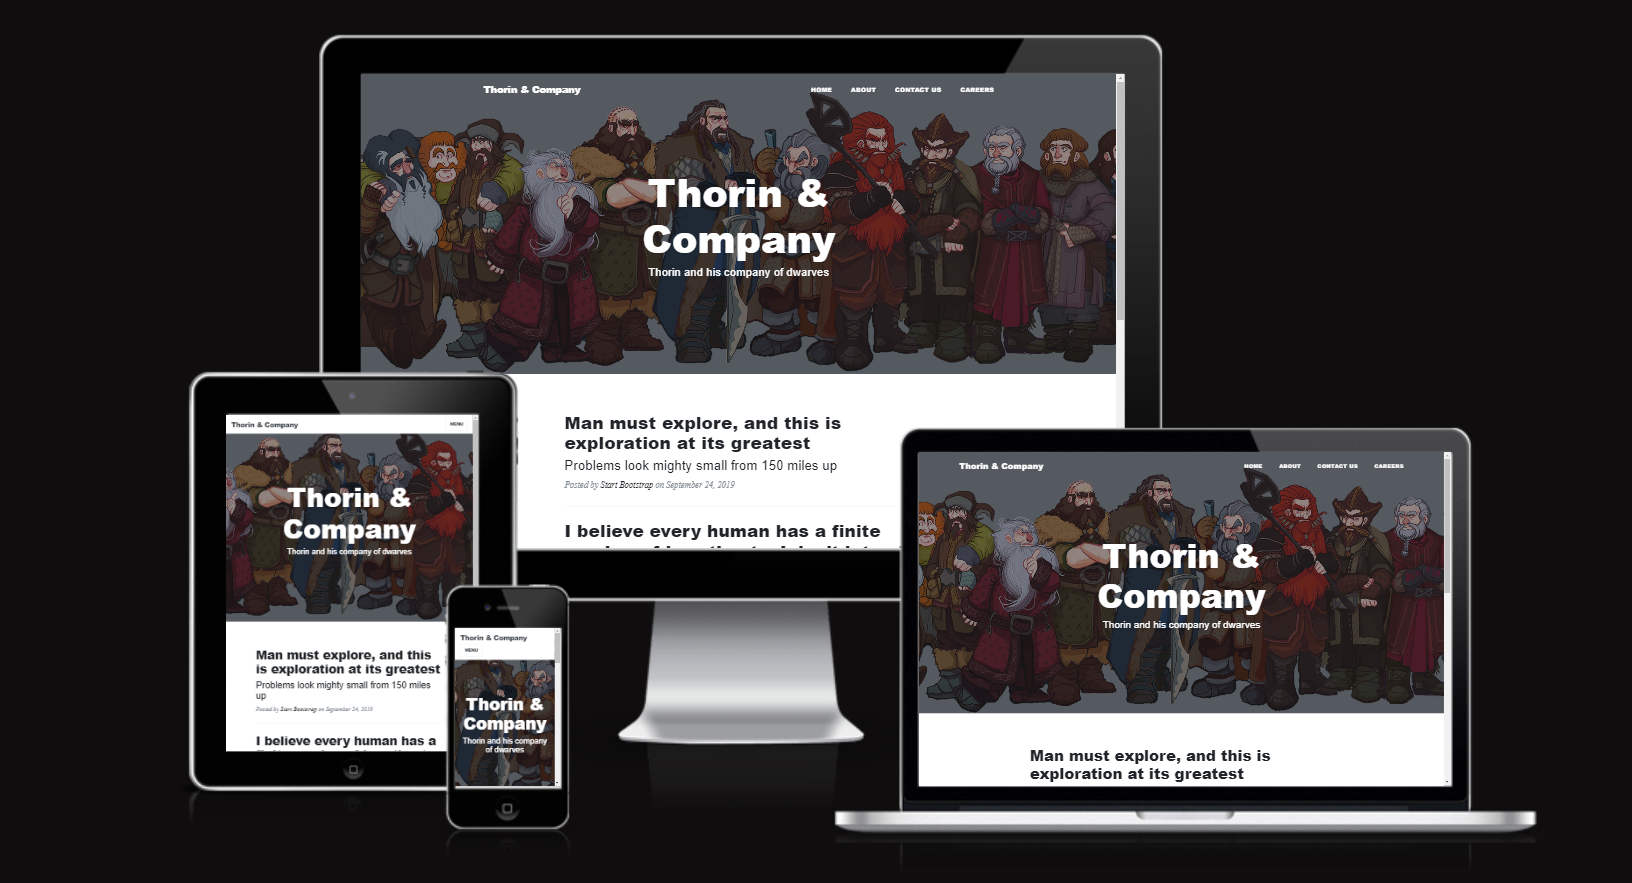 Thorin & Company
HOME ABOUT CONTACT US CAREERS
Thorin &
Company
Thorin and his company of dwarves
Man must explore, and this is
exploration at its greatest
Problems look mighty small from 150 miles up
Posted by Start Bootstrap on September 24, 2019
I believe every human has a finite
Thorin & Company
MENU
Thorin &
Company
Thorin and his company of dwarves
Man must explore, and this
is exploration at its greatest
Problems look mighty small from 150 miles
up
Posted by Start Bootstrap on September 24, 2019
I believe every human has a
Thorin & Company
MENU
Thorin &
Company
Thorin and his company
of dwarves
Thorin & Company
HOME ABOUT CONTACT US CAREERS
Thorin &
Company
Thorin and his company of dwarves
Man must explore, and this is
exploration at its greatest